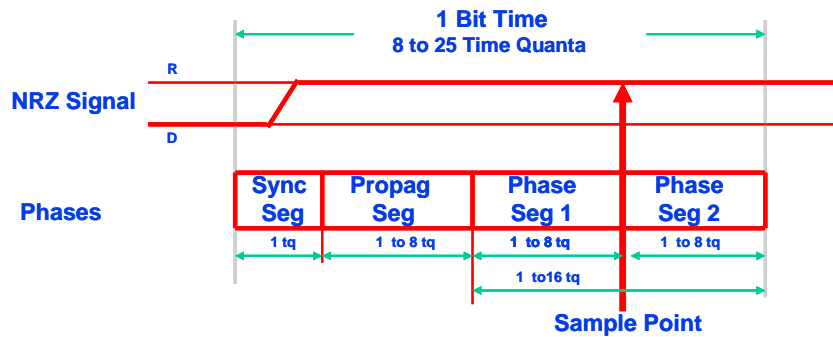 1 Bit Time
8 to 25 Time Quanta
R
NRZ Signal
D
Phases
Sync
Seg
Propag
Seg
Phase
Seg 1
Phase
Seg 2
1 tq
1 to 8 tq
1 to 8 tq
1 to 8 tq
1 to16 tq
Sample Point